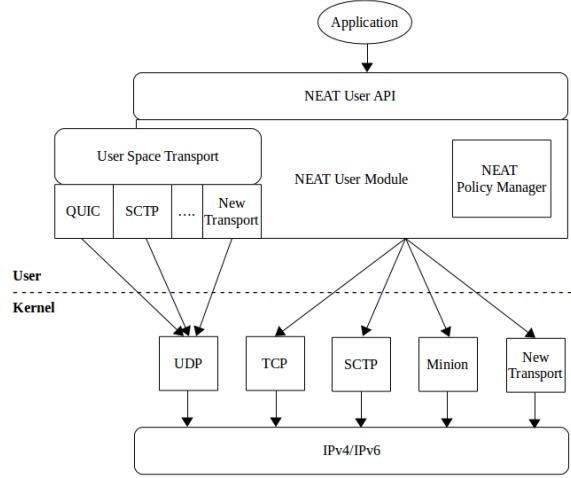 Application
NEAT User API
User Space Transport
NEAT User Module
NEAT
Policy Manager
QUIC
SCTP
....
New
Transport
User
Kernel
UDP
TCP
SCTP
Minion
New
Transport
IPv4/IPv6